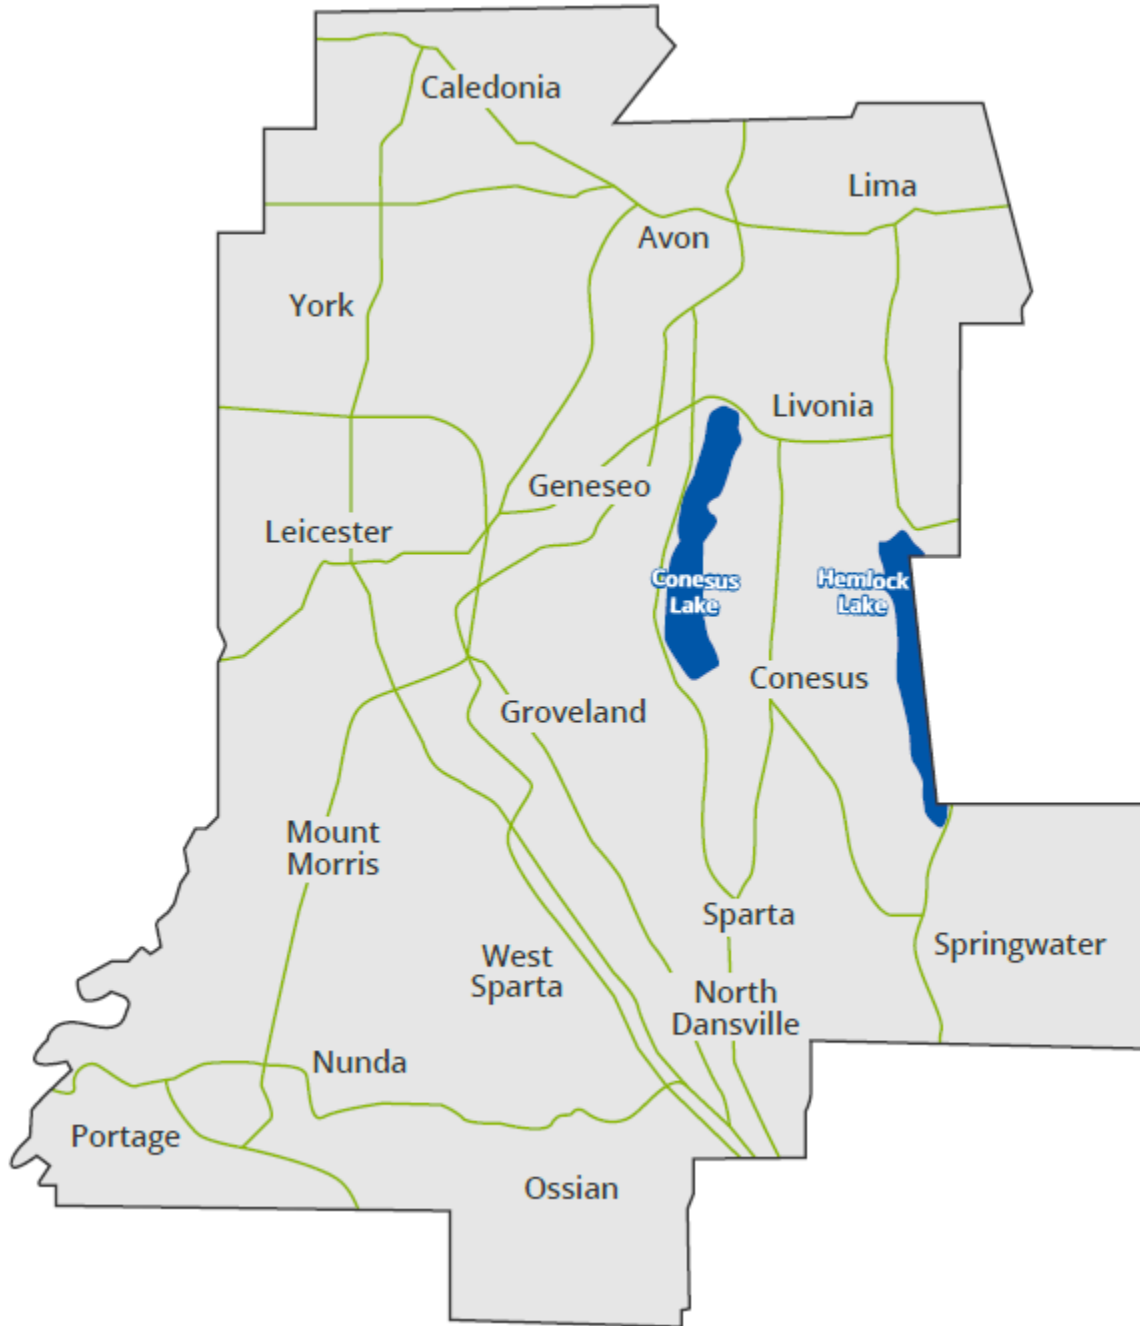 Caledonia
Lima
Avon
York
Livonia
Geneseo
Leicester
Conesus
Lake
Hemlock
Lake
Conesus
Groveland
Mount
Morris
Sparta
Springwater
West
Sparta
North
Dansville
Nunda
Portage
Ossian